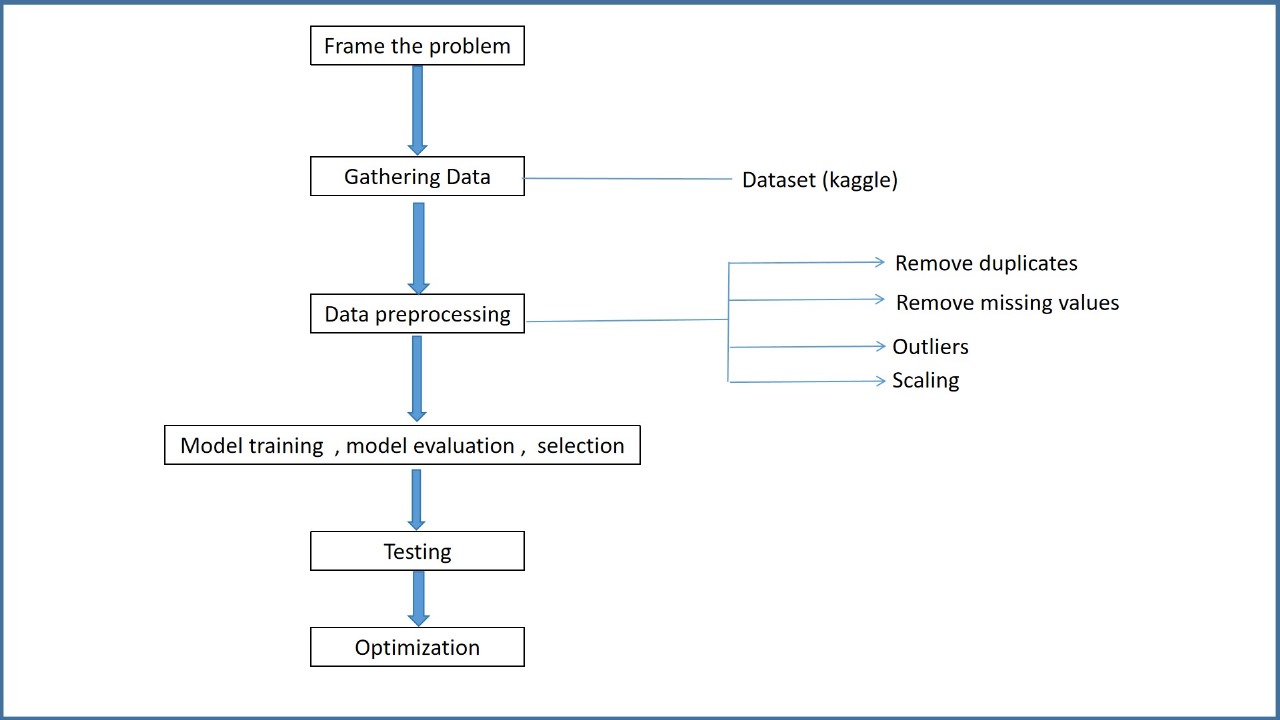 Frame the problem
Gathering Data
Dataset (kaggle)
Remove duplicates
Remove missing values
Data preprocessing
Outliers
Scaling
Model training , model evaluation , selection
Testing
Optimization